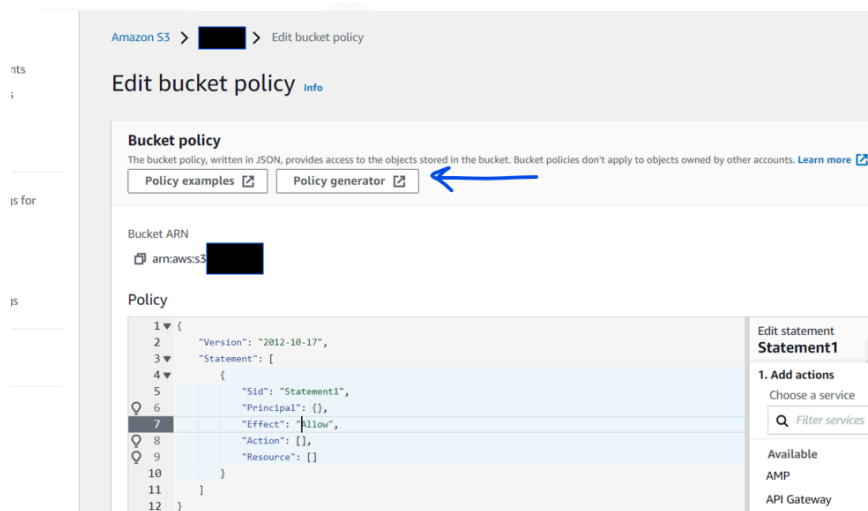 Amazon S3 > > Edit bucket policy
nts
s
Edit bucket policy Info
Bucket policy
The bucket policy, written in JSON, provides access to the objects stored in the bucket. Bucket policies don't apply to objects owned by other accounts. Learn more
Policy examples Policy generator
gs for
Bucket ARN
arn:aws:s3
gs
Policy
1 {
2 "Version": "2012-10-17",
3 "Statement": [
4 {
5 "Sid": "Statement1",
6 "Principal": {},
7 "Effect": "Allow",
8 "Action": [],
9 "Resource": []
10 }
11 ]
12 }
Edit statement
Statement1
1. Add actions
Choose a service
Filter services
Available
AMP
API Gateway